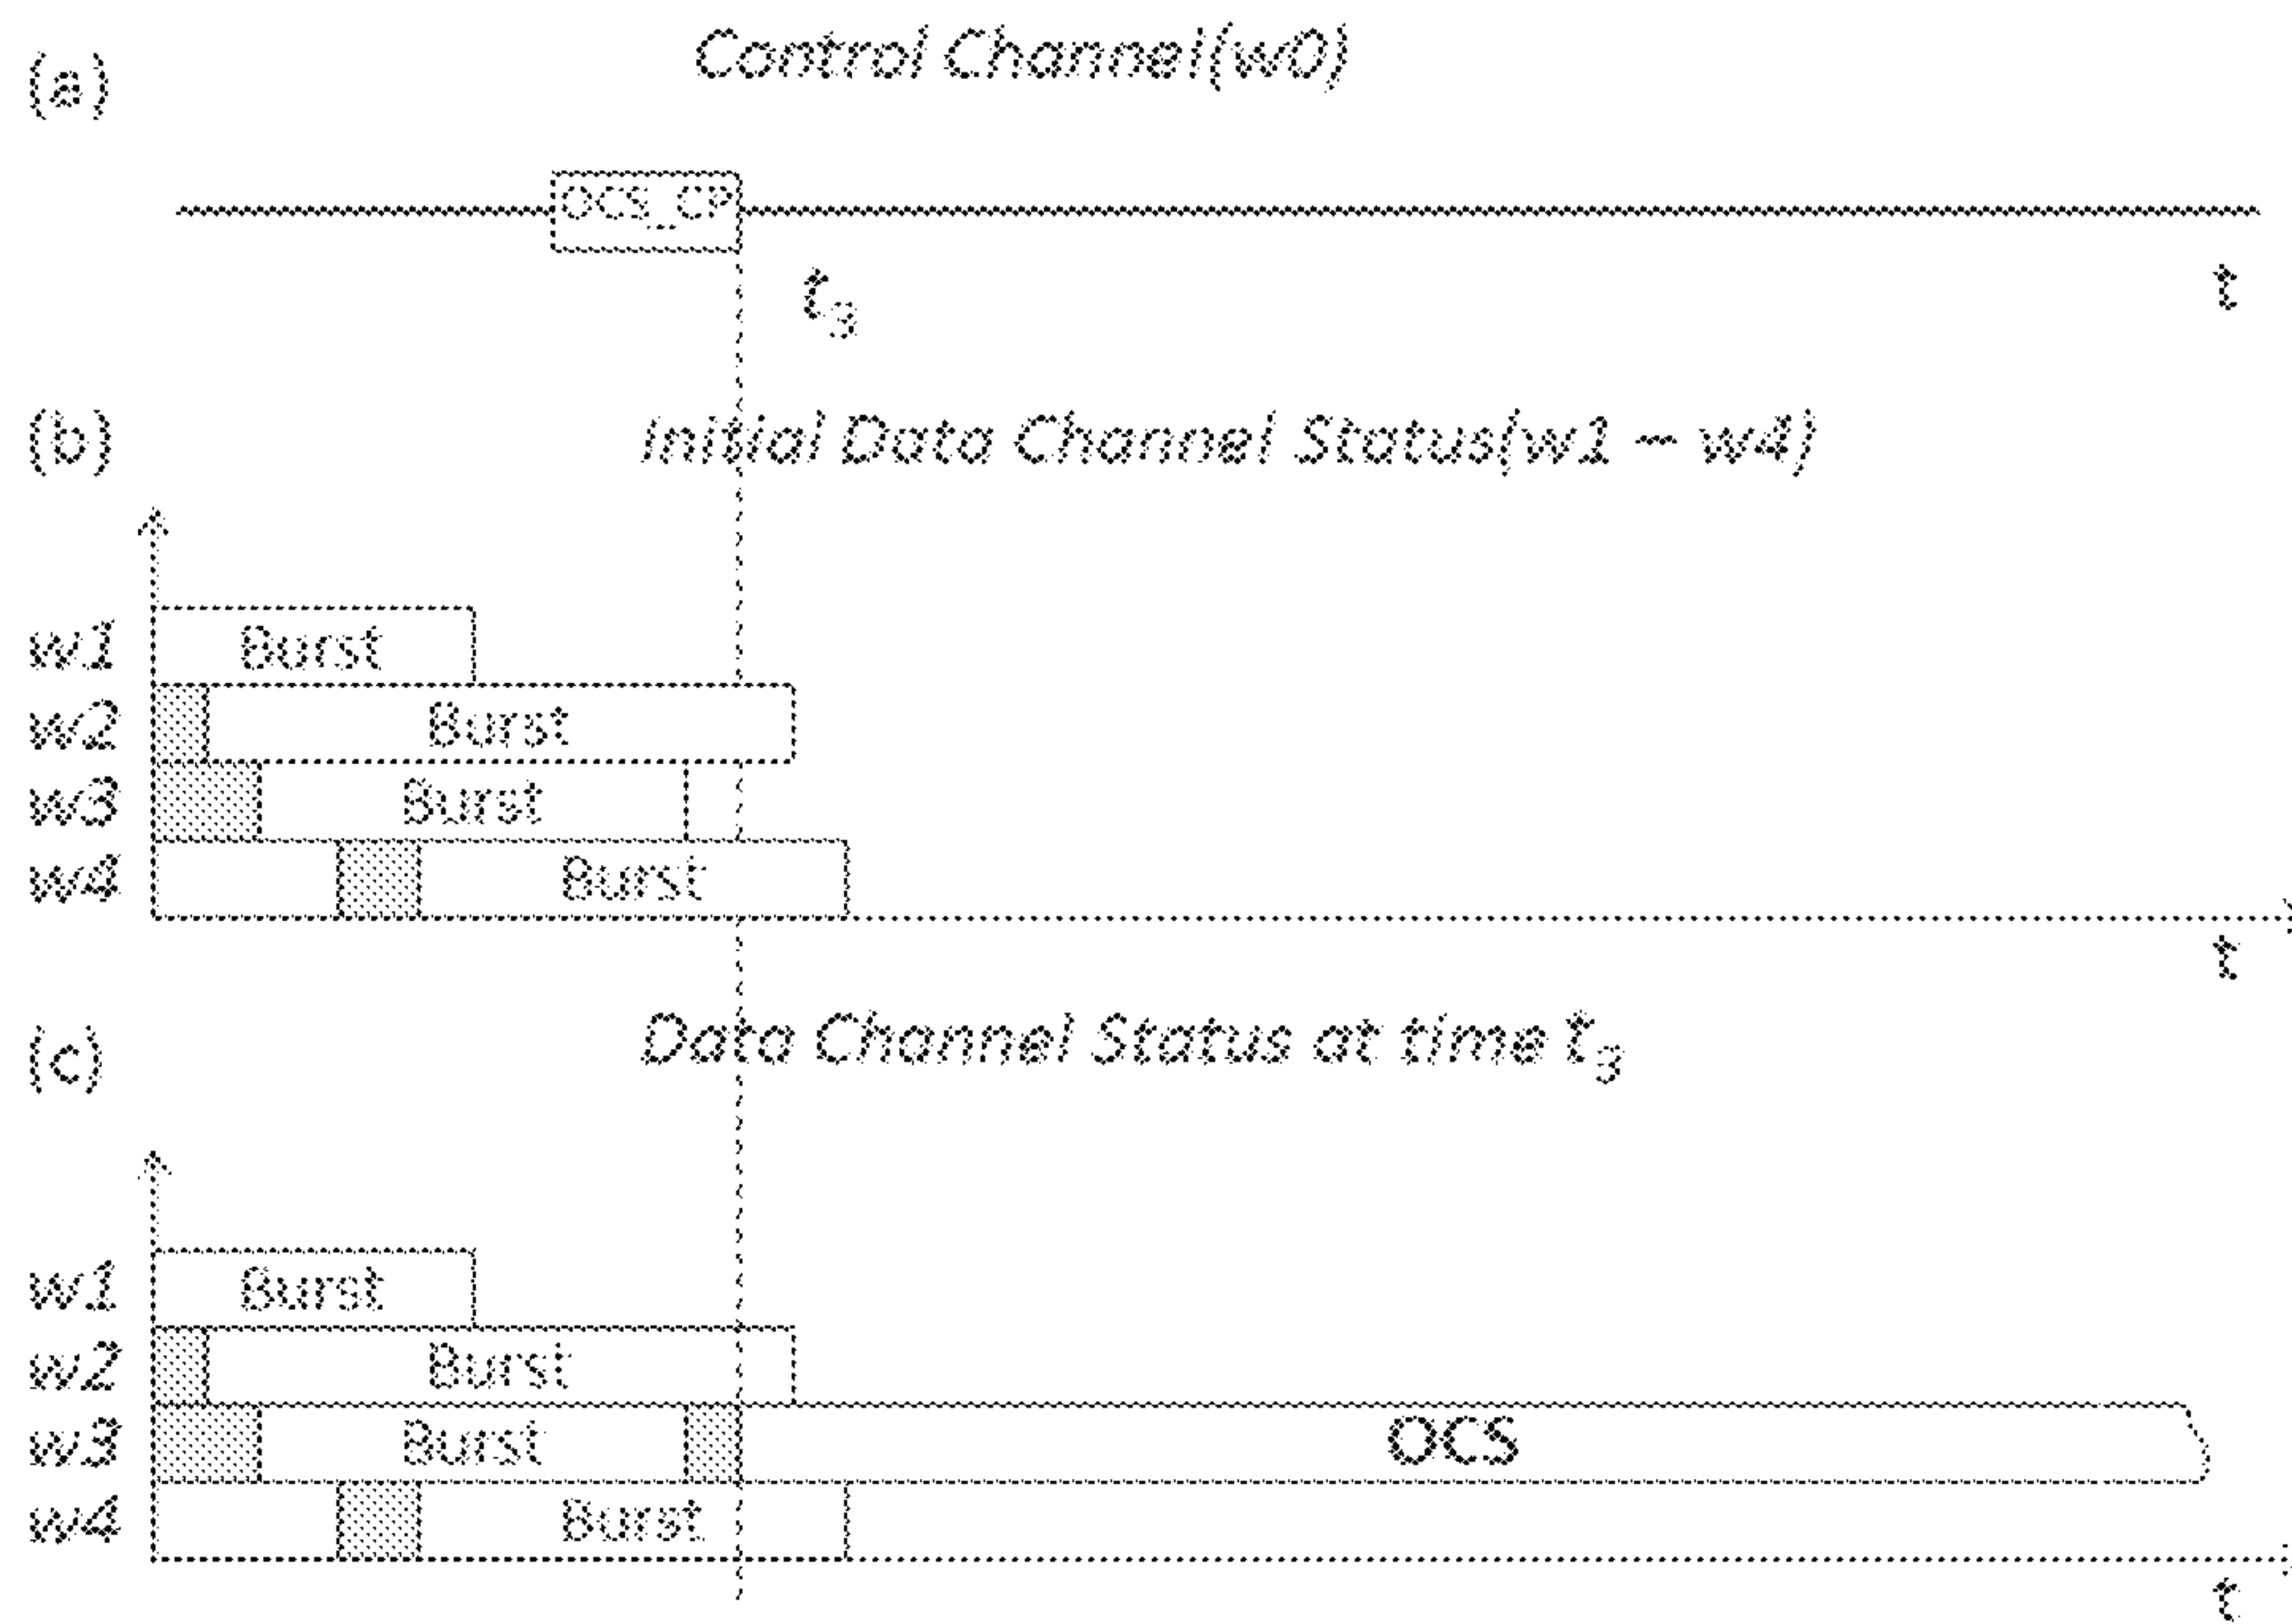 (a) Control Channel(w0)
OCS_CP
t3 t
(b) Initial Data Channel Status(w1 – w4)
w1 Burst
w2 Burst
w3 Burst
w4 Burst
t
(c) Data Channel Status at time t3
w1 Burst
w2 Burst
w3 Burst OCS
w4 Burst
t